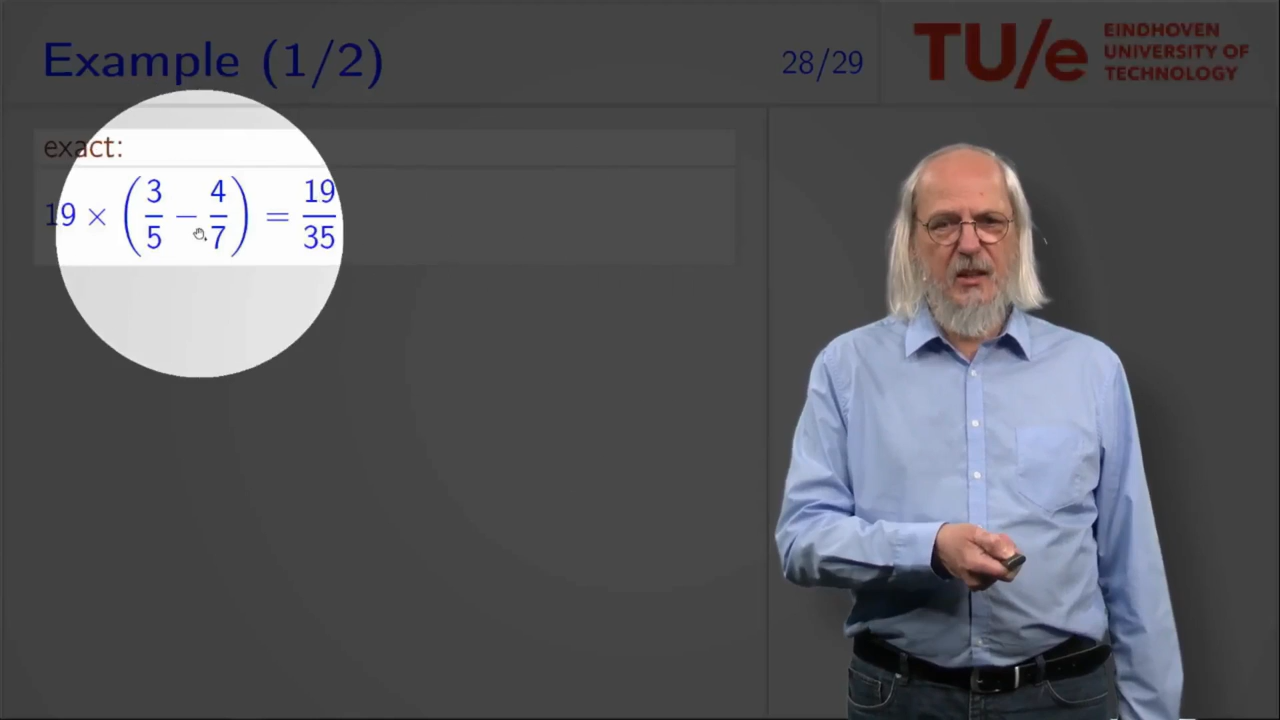 Example (1/2)
28/29
TU/e EINDHOVEN
UNIVERSITY OF
TECHNOLOGY
exact:
19 × (3/5 − 4/7) = 19/35